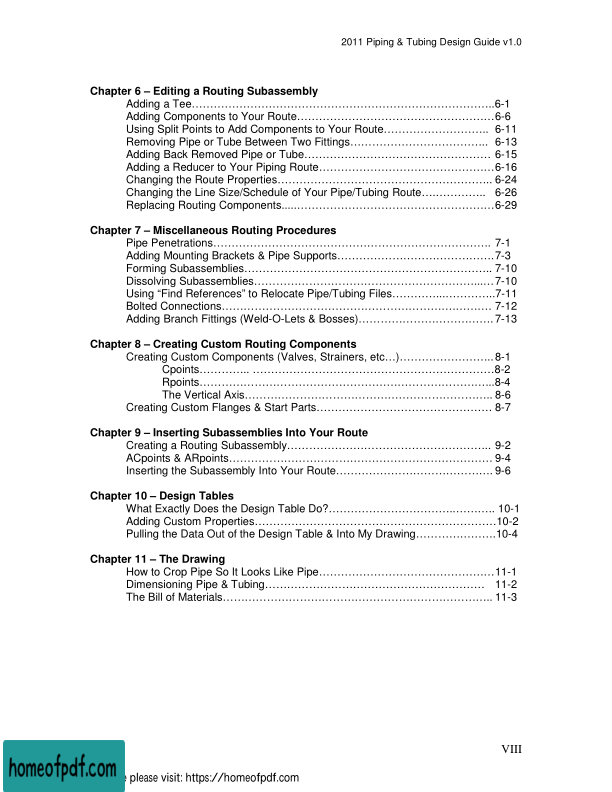 2011 Piping & Tubing Design Guide v1.0
Chapter 6 – Editing a Routing Subassembly
Adding a Tee…………………………………………………………………………..6-1
Adding Components to Your Route…………………………………………………6-6
Using Split Points to Add Components to Your Route……………………….. 6-11
Removing Pipe or Tube Between Two Fittings……………………………….. 6-13
Adding Back Removed Pipe or Tube……………………………………………… 6-15
Adding a Reducer to Your Piping Route……………………………………………6-16
Changing the Route Properties…………………………………………………….. 6-24
Changing the Line Size/Schedule of Your Pipe/Tubing Route………………….. 6-26
Replacing Routing Components....…………………………………………………6-29
Chapter 7 – Miscellaneous Routing Procedures
Pipe Penetrations…………………………………………………………………….. 7-1
Adding Mounting Brackets & Pipe Supports………………………………………7-3
Forming Subassemblies…………………………………………………………….. 7-10
Dissolving Subassemblies………………………………………………………......7-10
Using “Find References” to Relocate Pipe/Tubing Files…………...…………..7-11
Bolted Connections…………………………………………………………………… 7-12
Adding Branch Fittings (Weld-O-Lets & Bosses)…………………………………7-13
Chapter 8 – Creating Custom Routing Components
Creating Custom Components (Valves, Strainers, etc…)……………………..8-1
Cpoints………….. ……………………………………………………………8-2
Rpoints………………………………………………………………………..8-4
The Vertical Axis…………………………………………………………….. 8-6
Creating Custom Flanges & Start Parts…………………………………………… 8-7
Chapter 9 – Inserting Subassemblies Into Your Route
Creating a Routing Subassembly………………………………………………….. 9-2
ACpoints & ARpoints………………………………………………………………… 9-4
Inserting the Subassembly Into Your Route……………………………………… 9-6
Chapter 10 – Design Tables
What Exactly Does the Design Table Do?……………………………..……….. 10-1
Adding Custom Properties……………………………………………………………10-2
Pulling the Data Out of the Design Table & Into My Drawing………………….10-4
Chapter 11 – The Drawing
How to Crop Pipe So It Looks Like Pipe……………………………………………11-1
Dimensioning Pipe & Tubing……………………………………………………… 11-2
The Bill of Materials………………………………………………………………….. 11-3
VIII
homeofpdf.com
please visit: https://homeofpdf.com